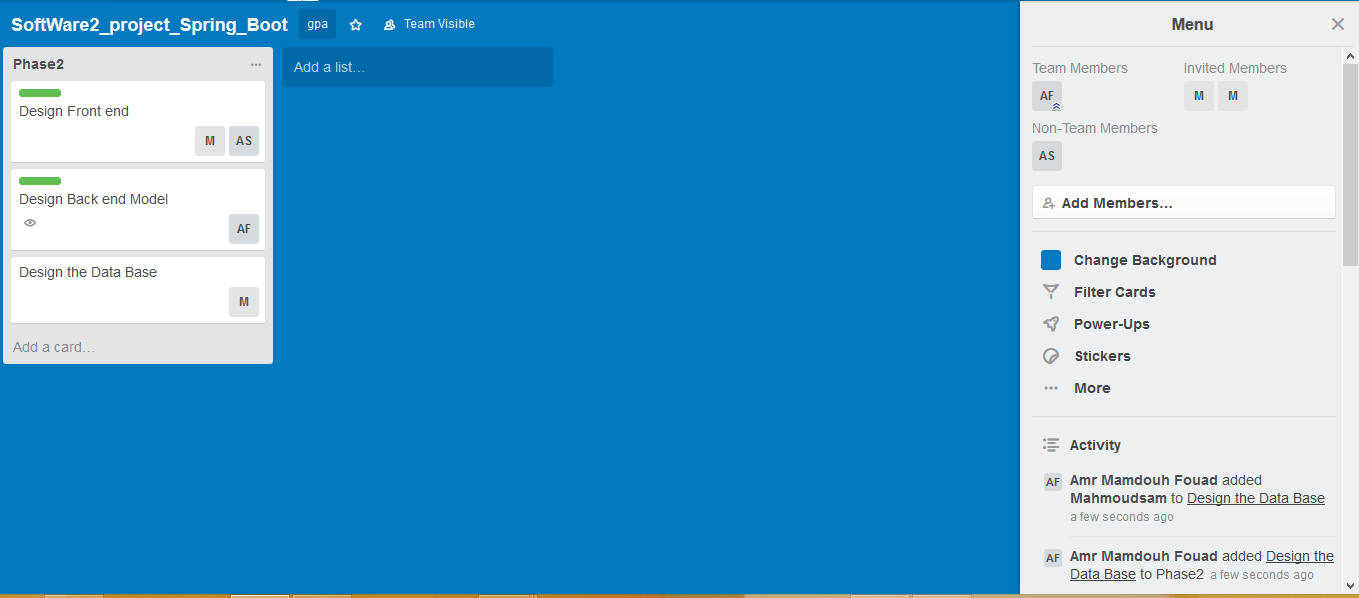 SoftWare2_project_Spring_Boot gpa Team Visible
Phase2
Design Front end
M AS
Design Back end Model
AF
Design the Data Base
M
Add a card…
Add a list…
Menu
Team Members Invited Members
AF M M
Non-Team Members
AS
Add Members…
Change Background
Filter Cards
Power-Ups
Stickers
More
Activity
AF Amr Mamdouh Fouad added
Mahmoudsam to Design the Data Base
a few seconds ago
AF Amr Mamdouh Fouad added Design the
Data Base to Phase2 a few seconds ago